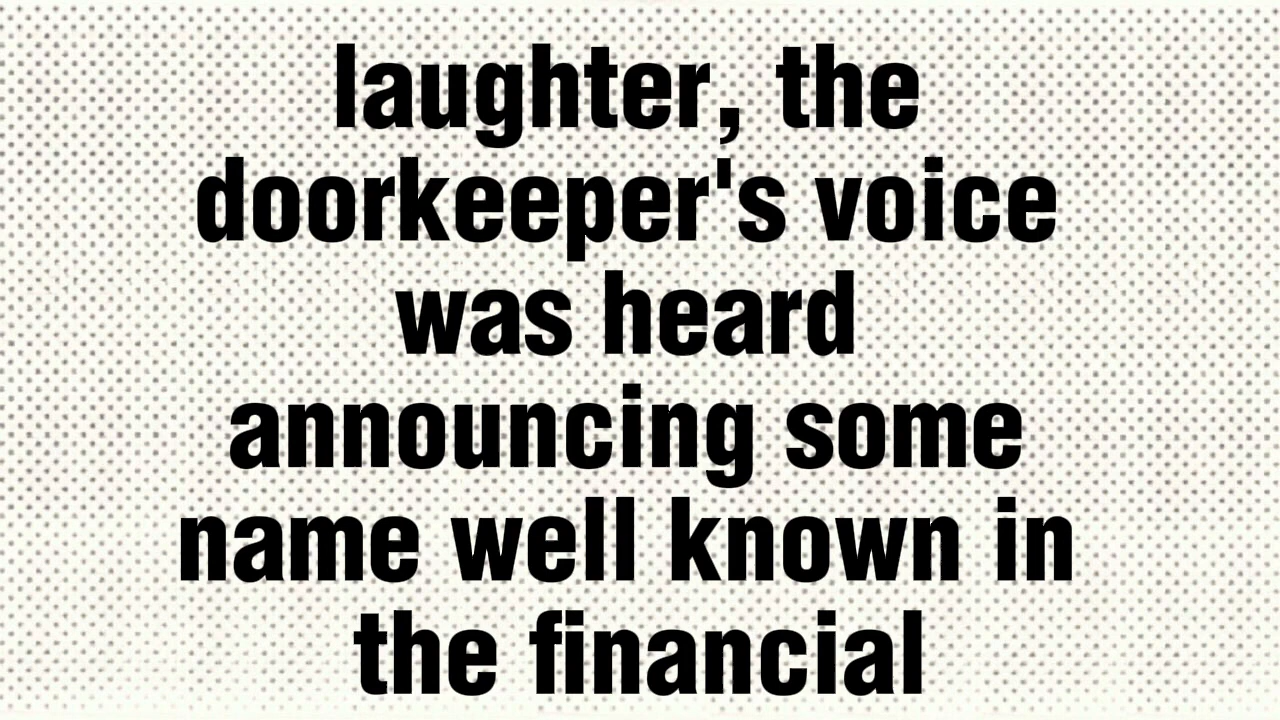 laughter, the
doorkeeper's voice
was heard
announcing some
name well known in
the financial